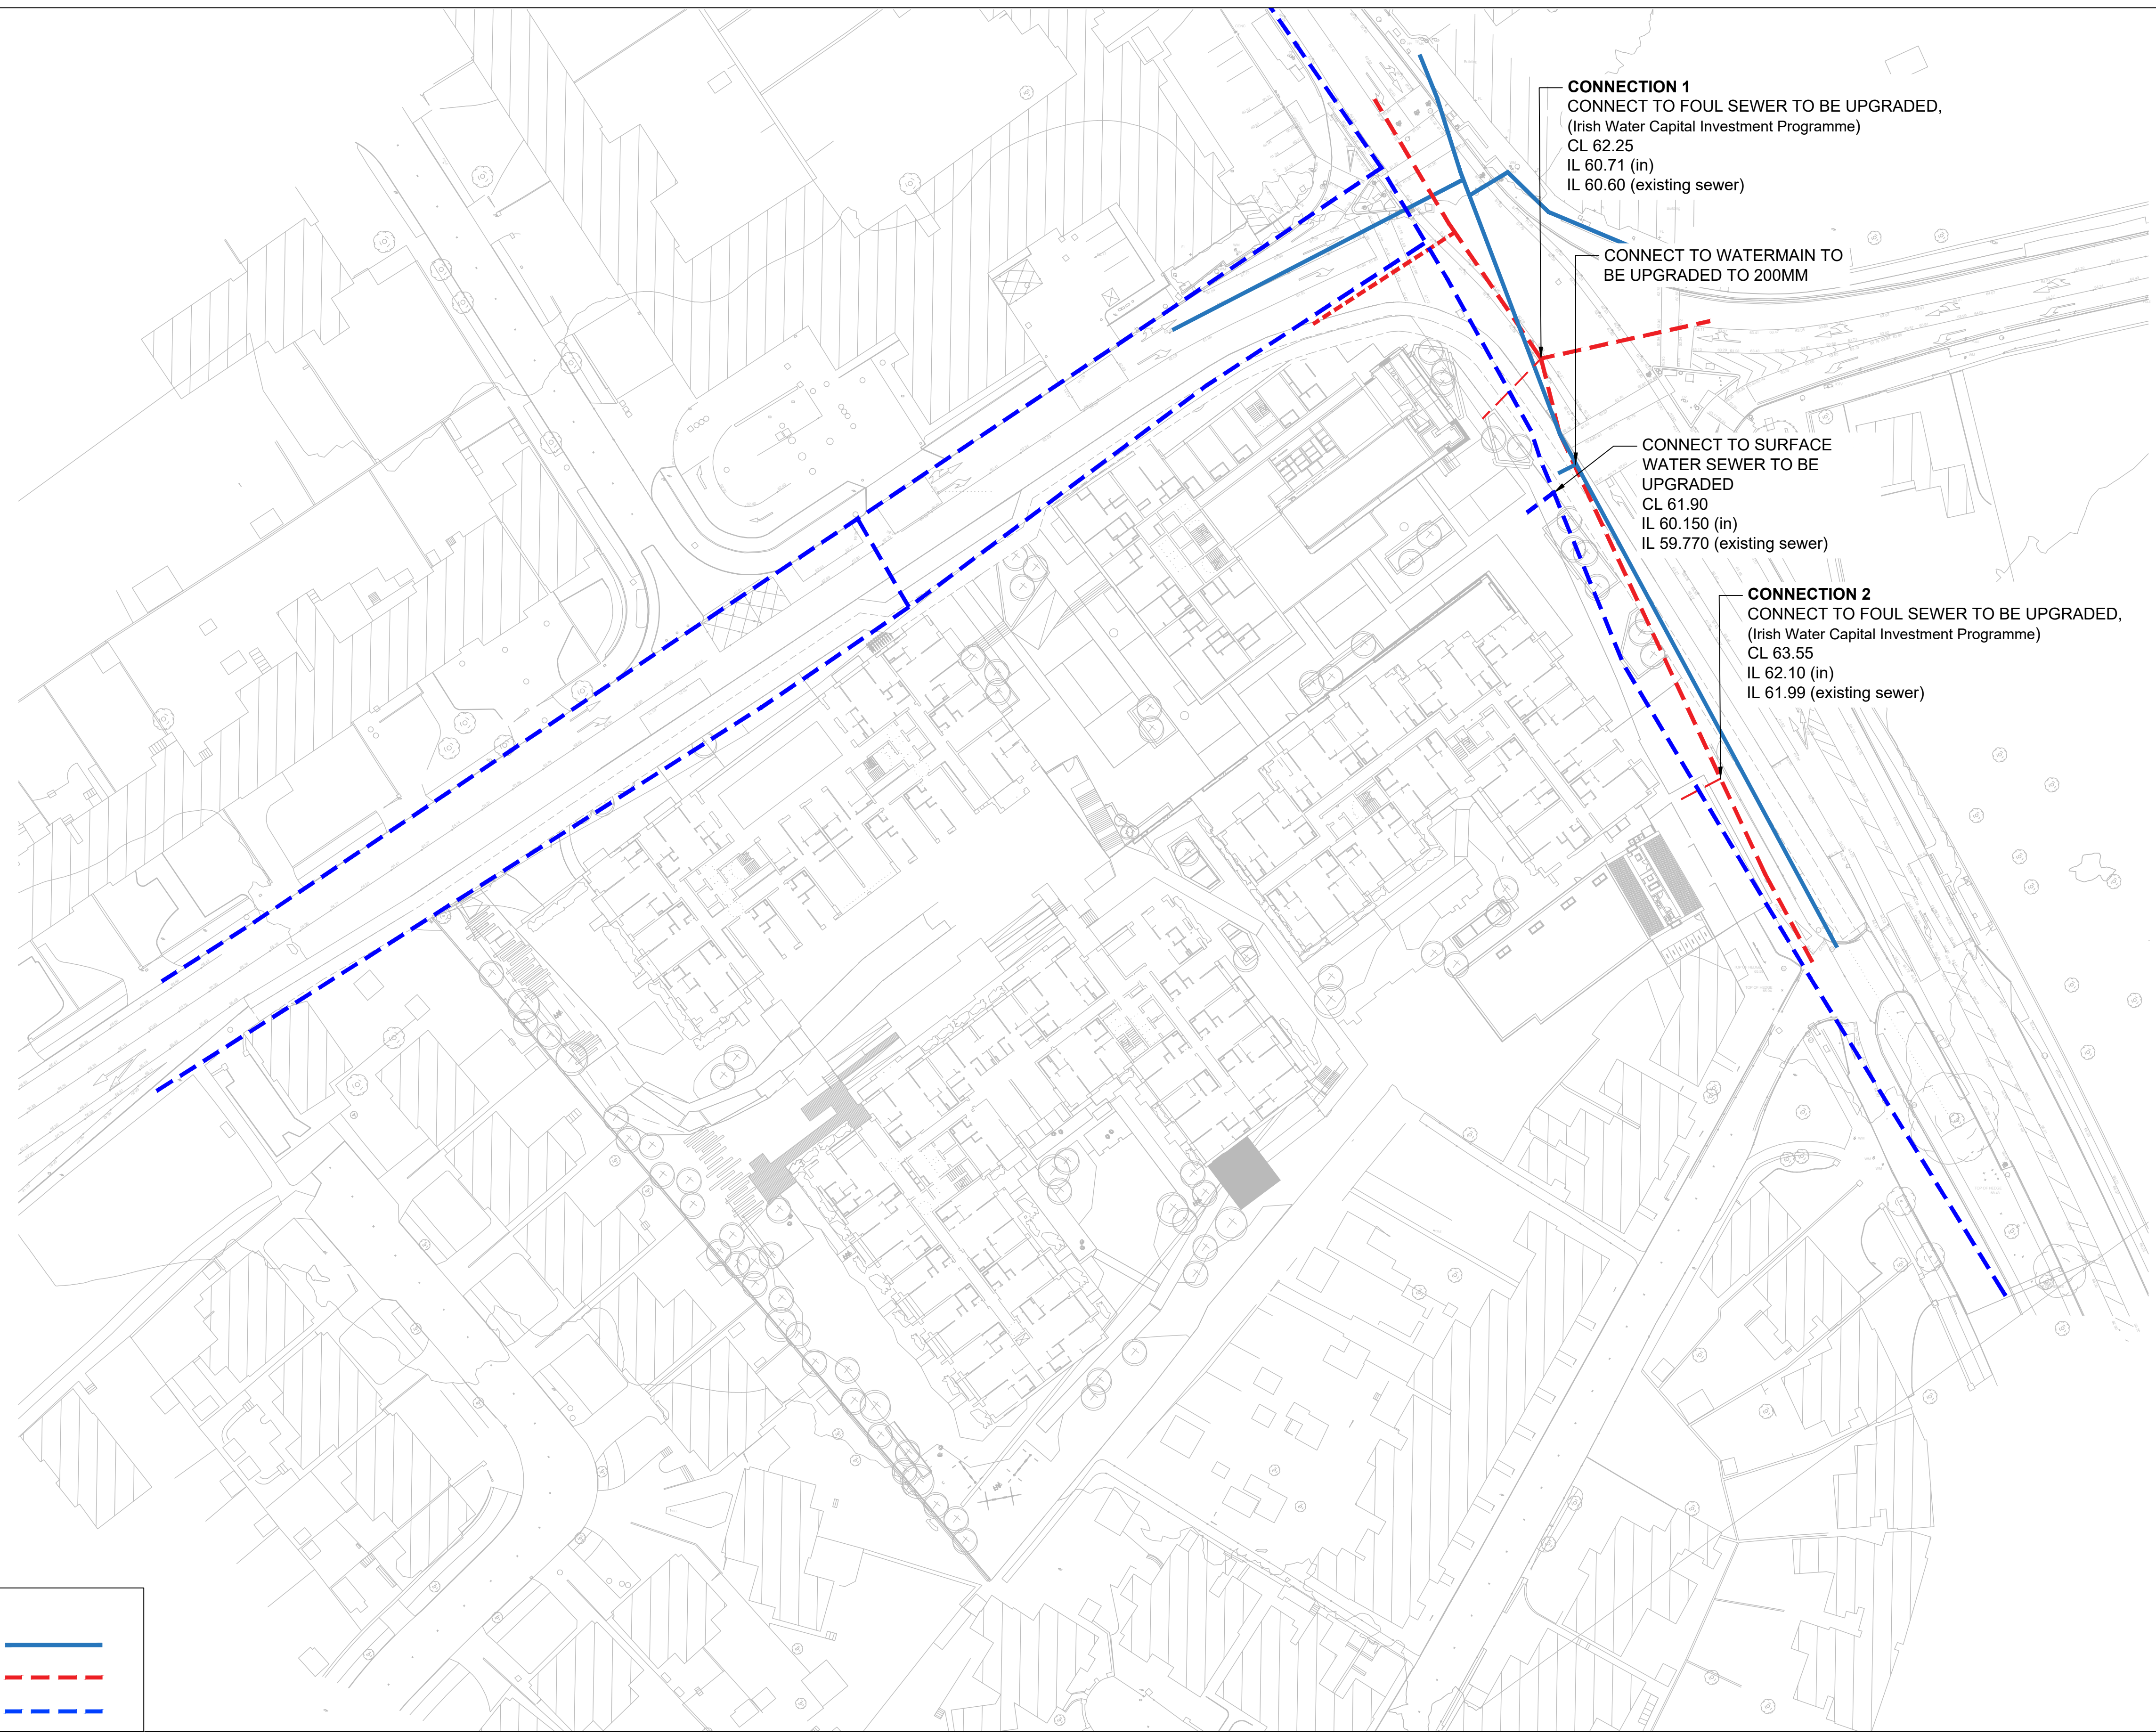 CONNECTION 1
CONNECT TO FOUL SEWER TO BE UPGRADED,
(Irish Water Capital Investment Programme)
CL 62.25
IL 60.71 (in)
IL 60.60 (existing sewer)
CONNECT TO WATERMAIN TO
BE UPGRADED TO 200MM
CONNECT TO SURFACE
WATER SEWER TO BE
UPGRADED
CL 61.90
IL 60.150 (in)
IL 59.770 (existing sewer)
CONNECTION 2
CONNECT TO FOUL SEWER TO BE UPGRADED,
(Irish Water Capital Investment Programme)
CL 63.55
IL 62.10 (in)
IL 61.99 (existing sewer)